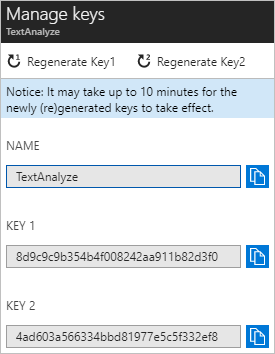 Manage keys
TextAnalyze
Regenerate Key1 Regenerate Key2
Notice: It may take up to 10 minutes for the
newly (re)generated keys to take effect.
NAME
TextAnalyze
KEY 1
8d9c9c9b354b4f008242aa911b82d3f0
KEY 2
4ad603a566334bbd81977e5c5f332ef8